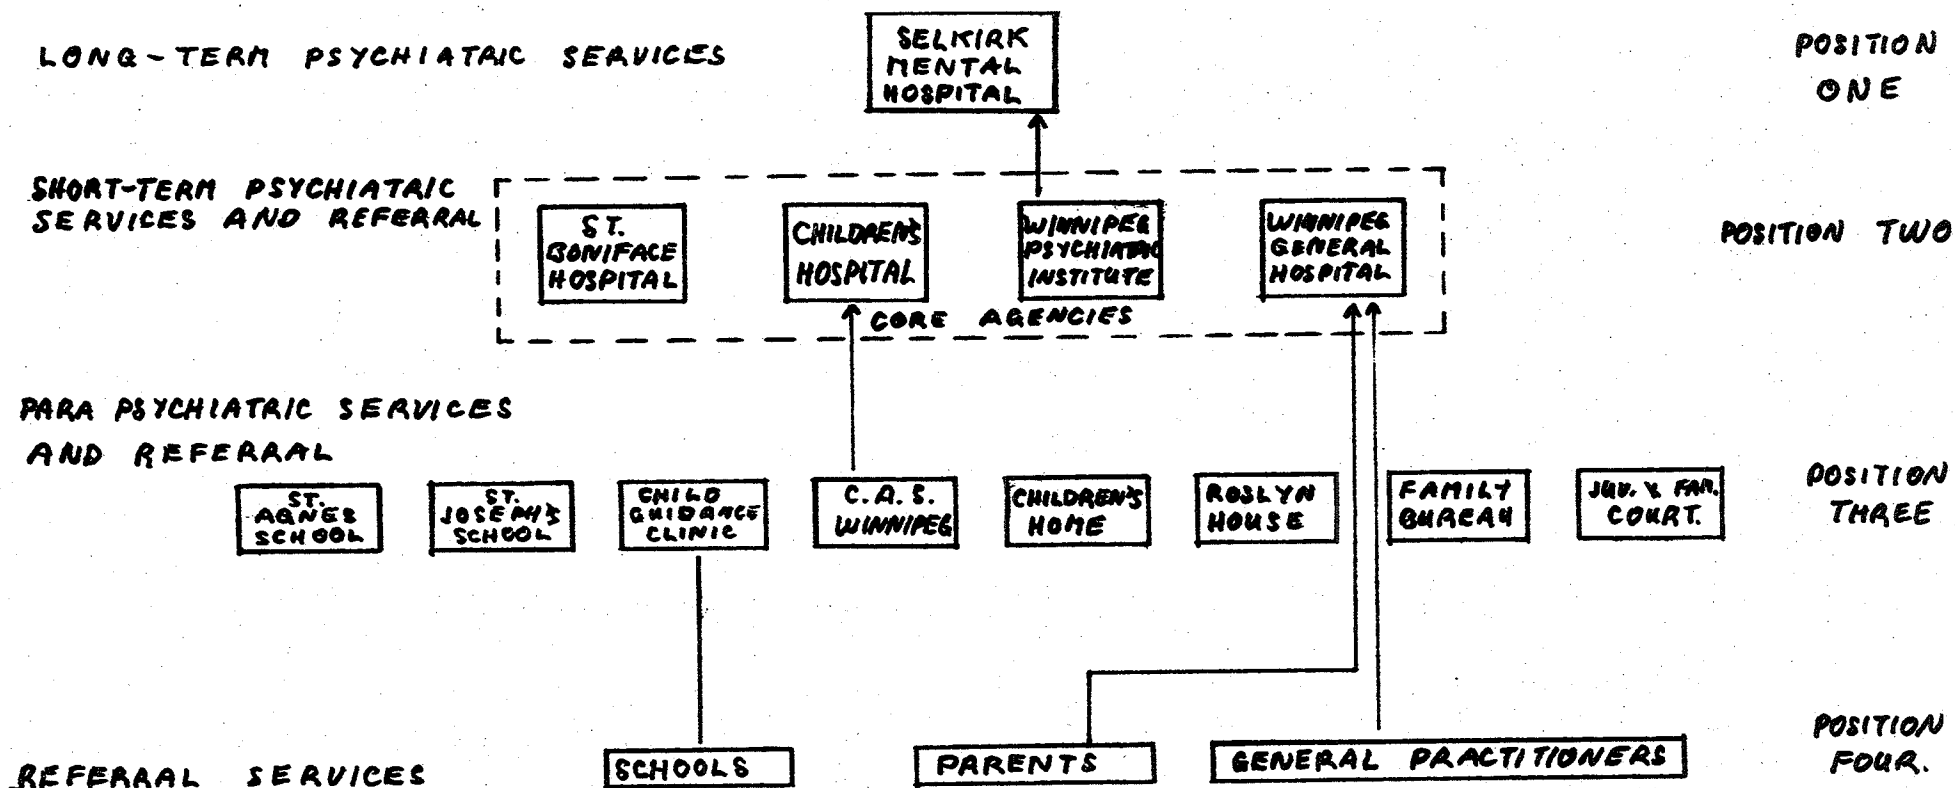 LONG-TERM PSYCHIATRIC SERVICES
SELKIRK
MENTAL
HOSPITAL
POSITION
ONE
SHORT-TERM PSYCHIATRIC
SERVICES AND REFERRAL
ST.
BONIFACE
HOSPITAL
CHILDREN'S
HOSPITAL
WINNIPEG
PSYCHIATRIC
INSTITUTE
WINNIPEG
GENERAL
HOSPITAL
POSITION TWO
CORE AGENCIES
PARA PSYCHIATRIC SERVICES
AND REFERRAL
ST.
AGNES
SCHOOL
ST.
JOSEPH'S
SCHOOL
CHILD
GUIDANCE
CLINIC
C.A.S.
WINNIPEG
CHILDREN'S
HOME
ROSLYN
HOUSE
FAMILY
BUREAU
JUV. & FAM.
COURT.
POSITION
THREE
REFERRAL SERVICES
SCHOOLS
PARENTS
GENERAL PRACTITIONERS
POSITION
FOUR.